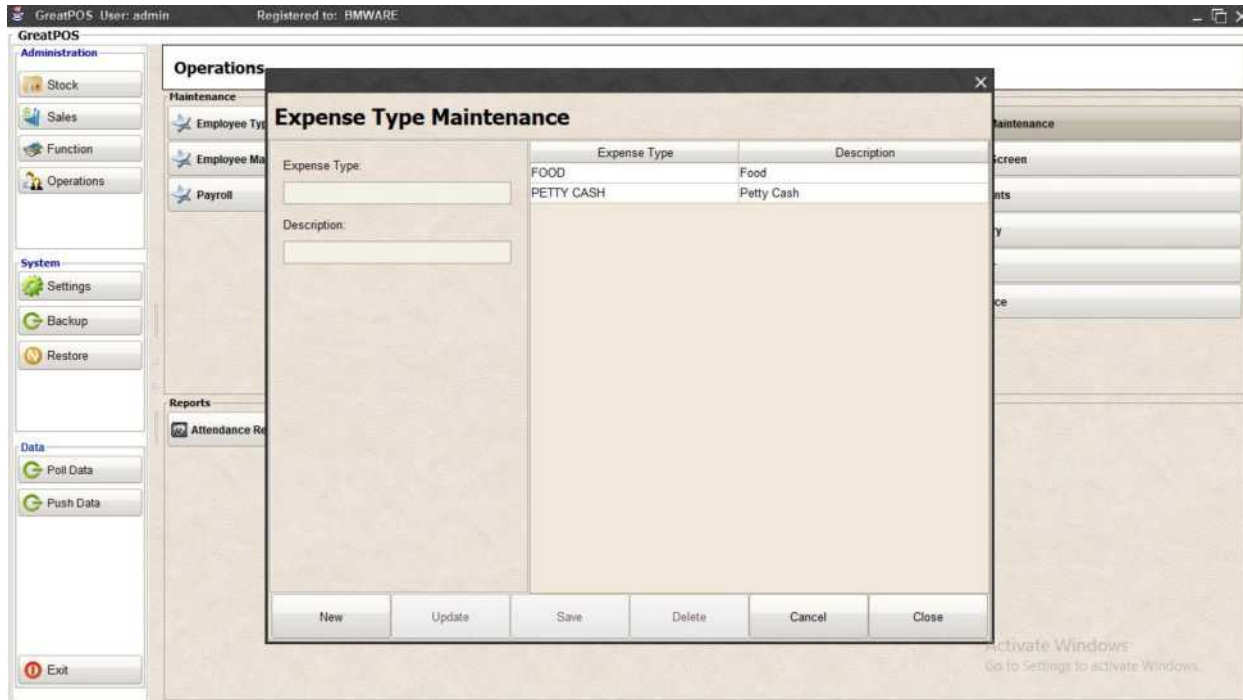 GreatPOS User: admin Registered to: BMWARE
GreatPOS
Administration
Stock
Sales
Function
Operations
System
Settings
Backup
Restore
Data
Poll Data
Push Data
Exit
Operations
Maintenance
Employee Typ
Employee Ma
Payroll
Reports
Attendance Re
Expense Type Maintenance
Expense Type:
Description:
Expense Type Description
FOOD Food
PETTY CASH Petty Cash
New Update Save Delete Cancel Close
Maintenance
Screen
nts
y
ce
Activate Windows
Go to Settings to activate Windows.